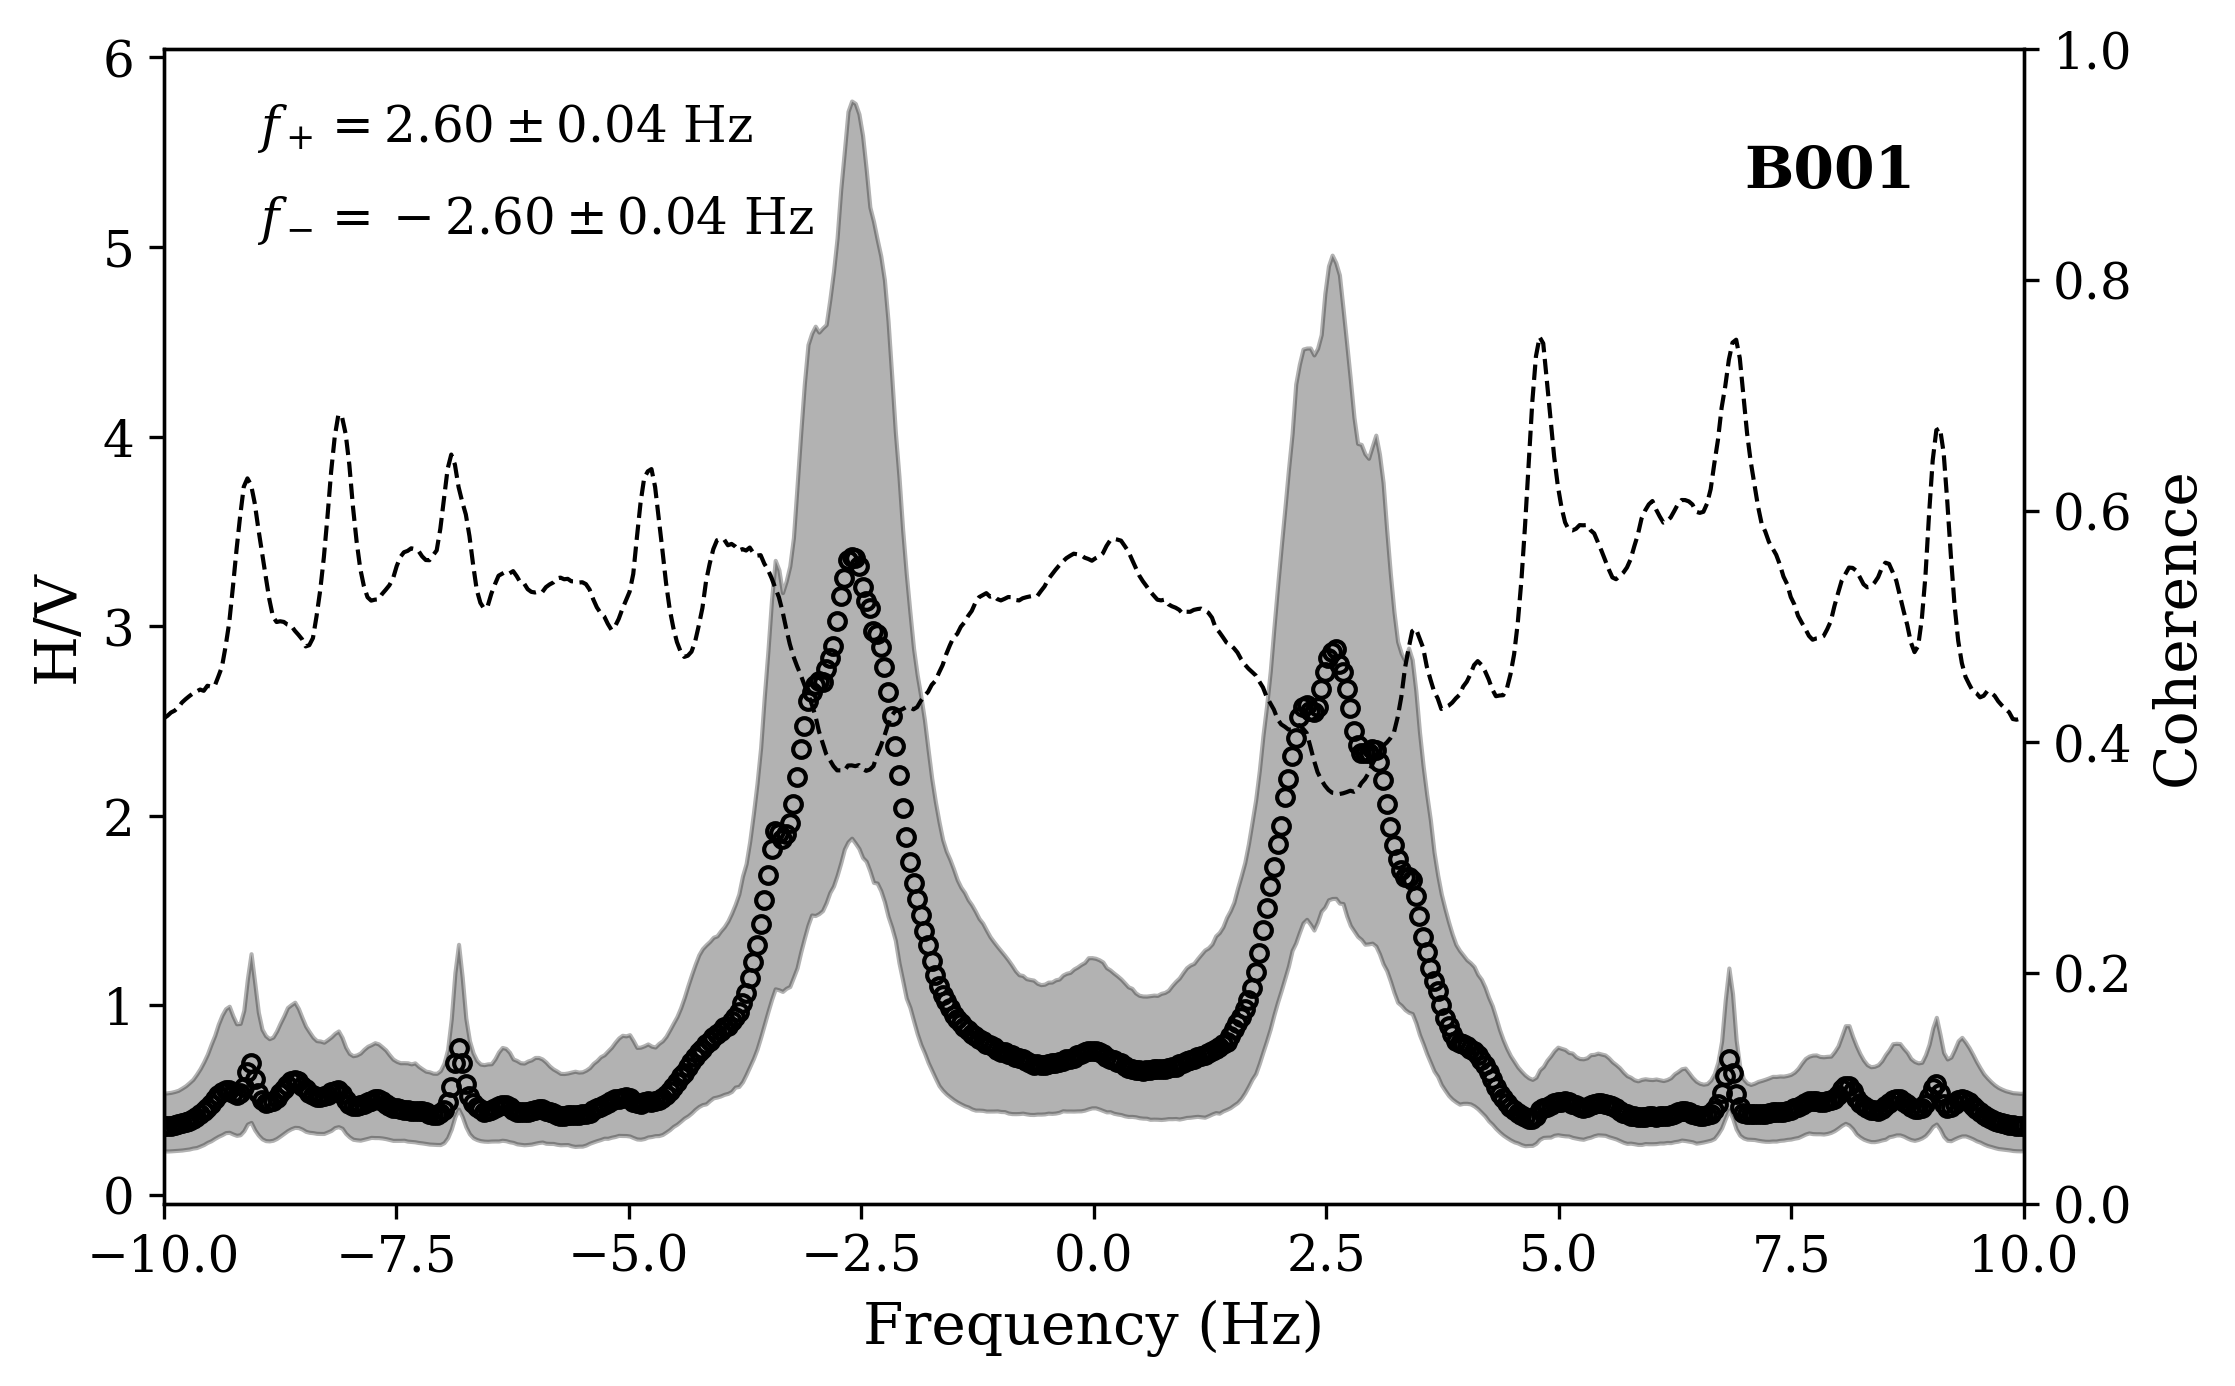 f₊ = 2.60 ± 0.04 Hz
f₋ = −2.60 ± 0.04 Hz
B001
H/V
6
5
4
3
2
1
0
1.0
0.8
0.6
0.4
0.2
0.0
Coherence
−10.0 −7.5 −5.0 −2.5 0.0 2.5 5.0 7.5 10.0
Frequency (Hz)